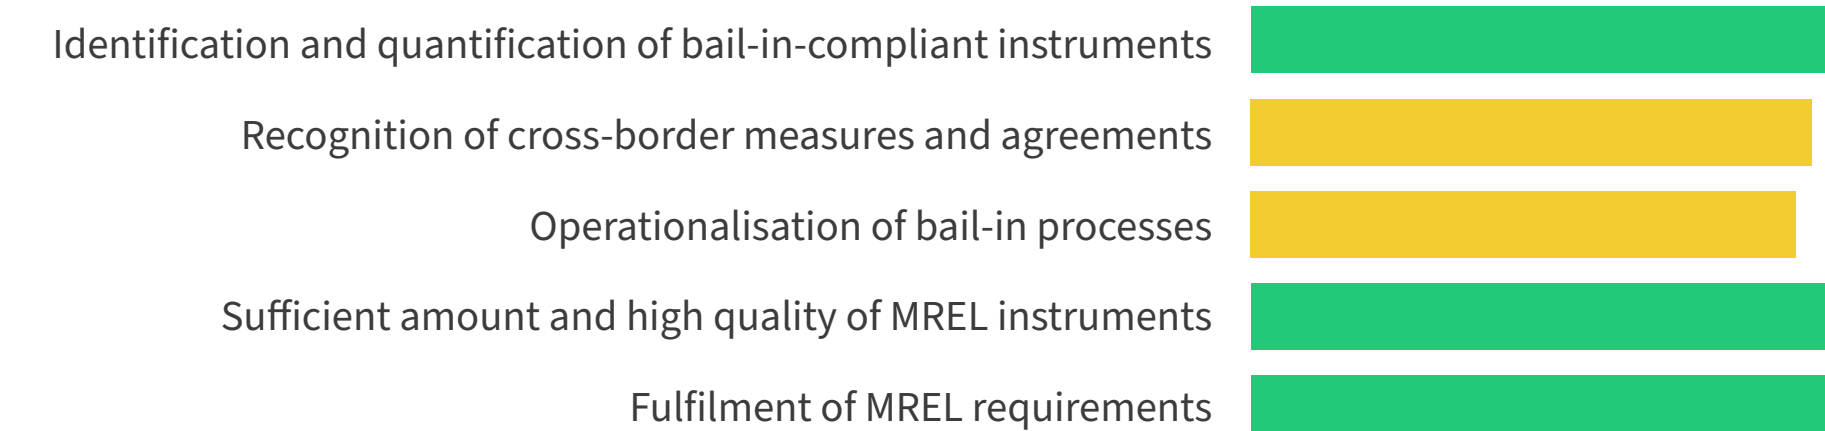 Identification and quantification of bail-in-compliant instruments
Recognition of cross-border measures and agreements
Operationalisation of bail-in processes
Sufficient amount and high quality of MREL instruments
Fulfilment of MREL requirements